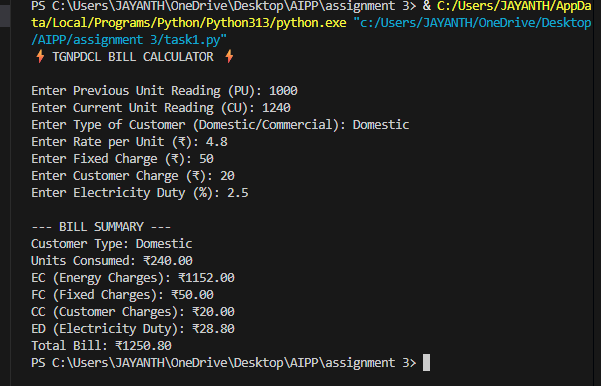 PS C:\Users\JAYANTH\OneDrive\Desktop\AIPP\assignment 3> & C:/Users/JAYANTH/AppDa
ta/Local/Programs/Python/Python313/python.exe "c:/Users/JAYANTH/OneDrive/Desktop
/AIPP/assignment 3/task1.py"
⚡ TGNPDCL BILL CALCULATOR ⚡
Enter Previous Unit Reading (PU): 1000
Enter Current Unit Reading (CU): 1240
Enter Type of Customer (Domestic/Commercial): Domestic
Enter Rate per Unit (₹): 4.8
Enter Fixed Charge (₹): 50
Enter Customer Charge (₹): 20
Enter Electricity Duty (%): 2.5
--- BILL SUMMARY ---
Customer Type: Domestic
Units Consumed: ₹240.00
EC (Energy Charges): ₹1152.00
FC (Fixed Charges): ₹50.00
CC (Customer Charges): ₹20.00
ED (Electricity Duty): ₹28.80
Total Bill: ₹1250.80
PS C:\Users\JAYANTH\OneDrive\Desktop\AIPP\assignment 3>